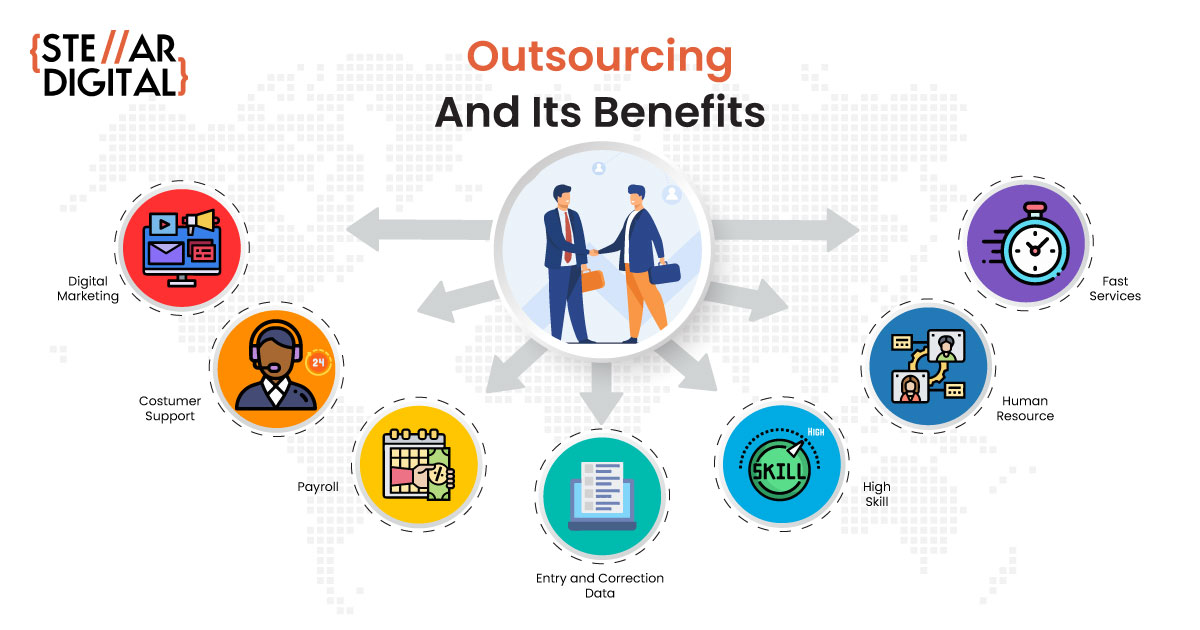 {STE//AR
DIGITAL}
Outsourcing
And Its Benefits
Digital
Marketing
Costumer
Support
24
Payroll
Entry and Correction
Data
HIGH
SKILL
High
Skill
Human
Resource
Fast
Services